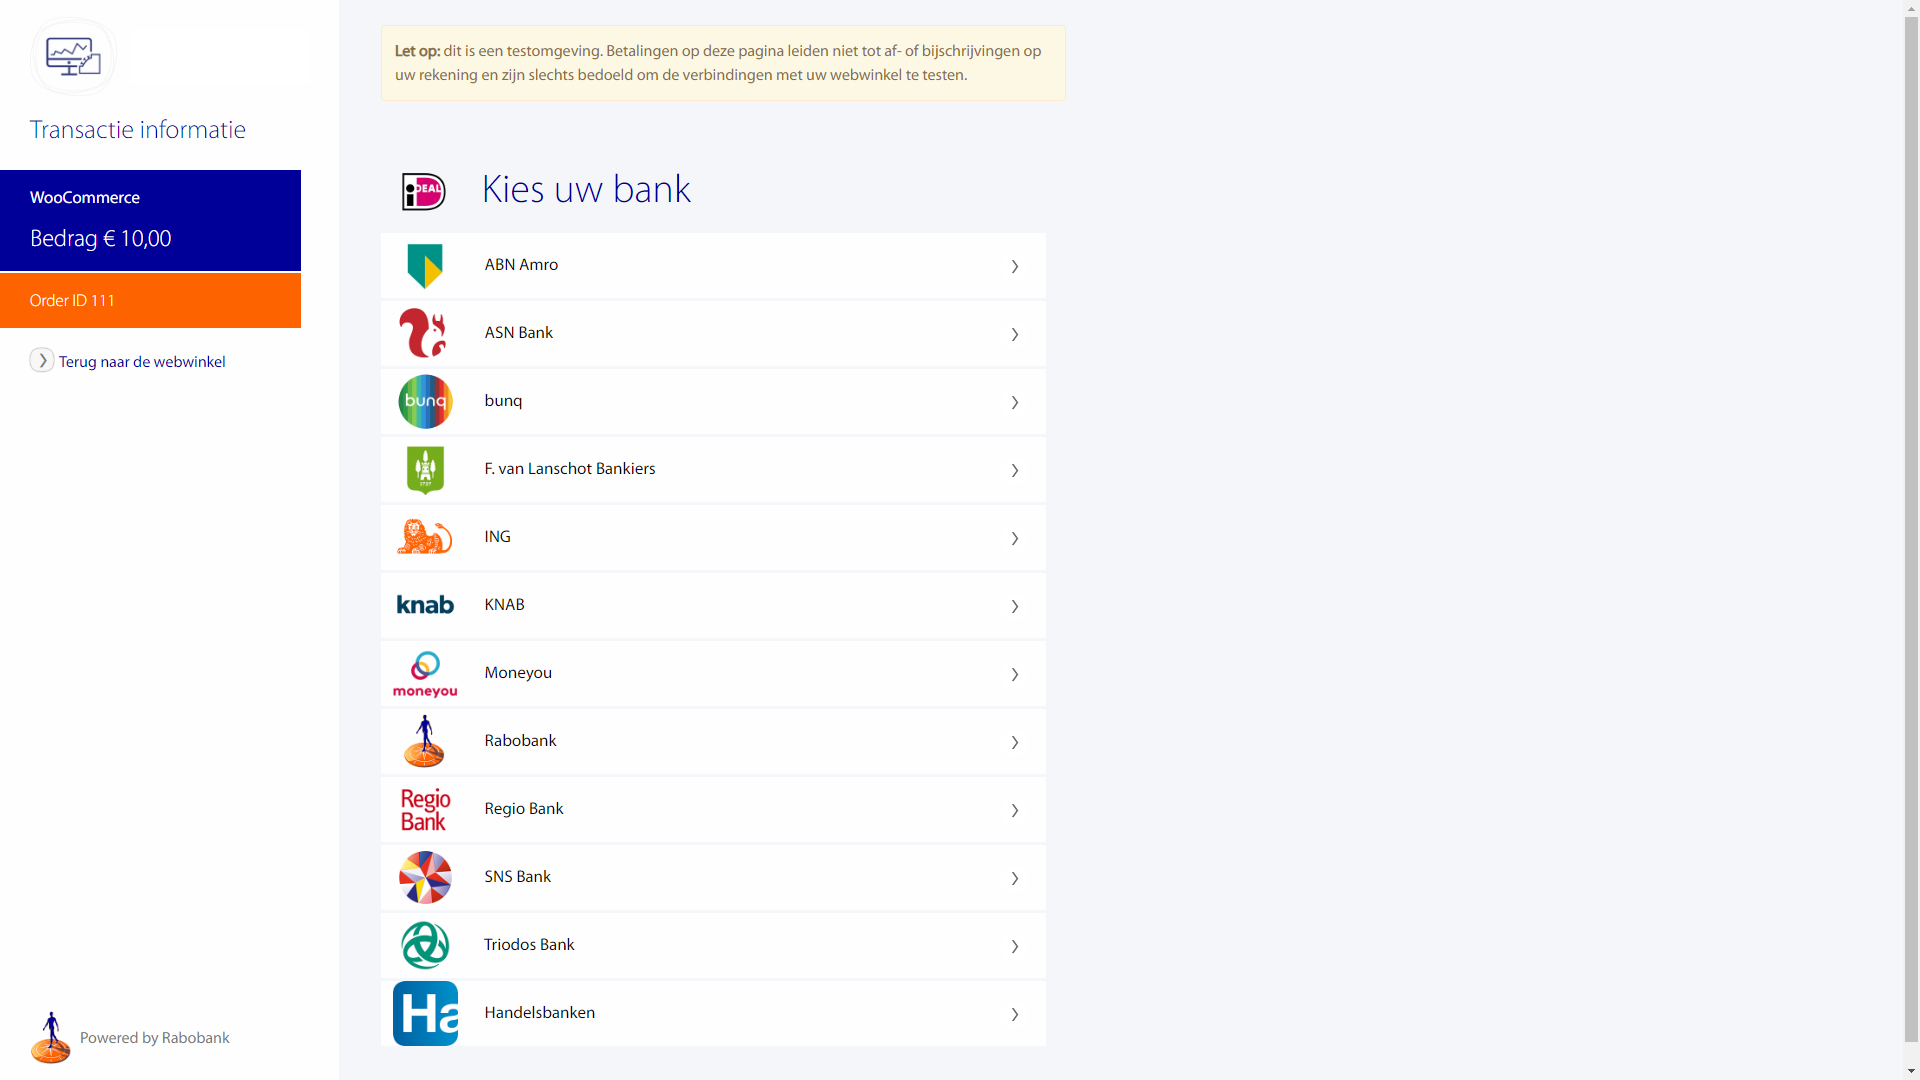 Transactie informatie
WooCommerce
Bedrag € 10,00
Order ID 111
Terug naar de webwinkel
Powered by Rabobank
Let op: dit is een testomgeving. Betalingen op deze pagina leiden niet tot af- of bijschrijvingen op
uw rekening en zijn slechts bedoeld om de verbindingen met uw webwinkel te testen.
iDEAL
Kies uw bank
ABN Amro
ASN Bank
bunq
bunq
1737
F. van Lanschot Bankiers
ING
knab
KNAB
moneyou
Moneyou
Rabobank
Regio
Bank
Regio Bank
SNS Bank
Triodos Bank
Ha
Handelsbanken